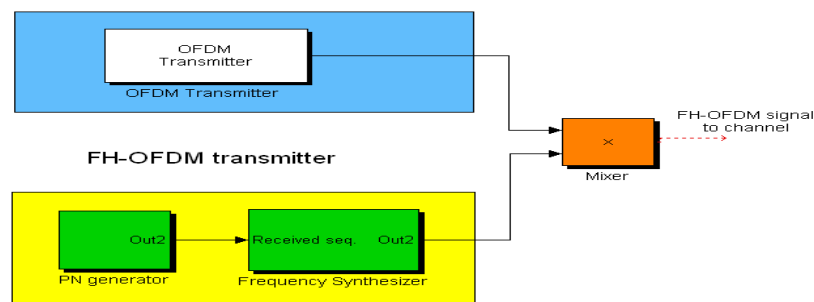 OFDM
Transmitter
OFDM Transmitter
FH-OFDM signal
to channel
x
Mixer
FH-OFDM transmitter
Out2
PN generator
Received seq. Out2
Frequency Synthesizer